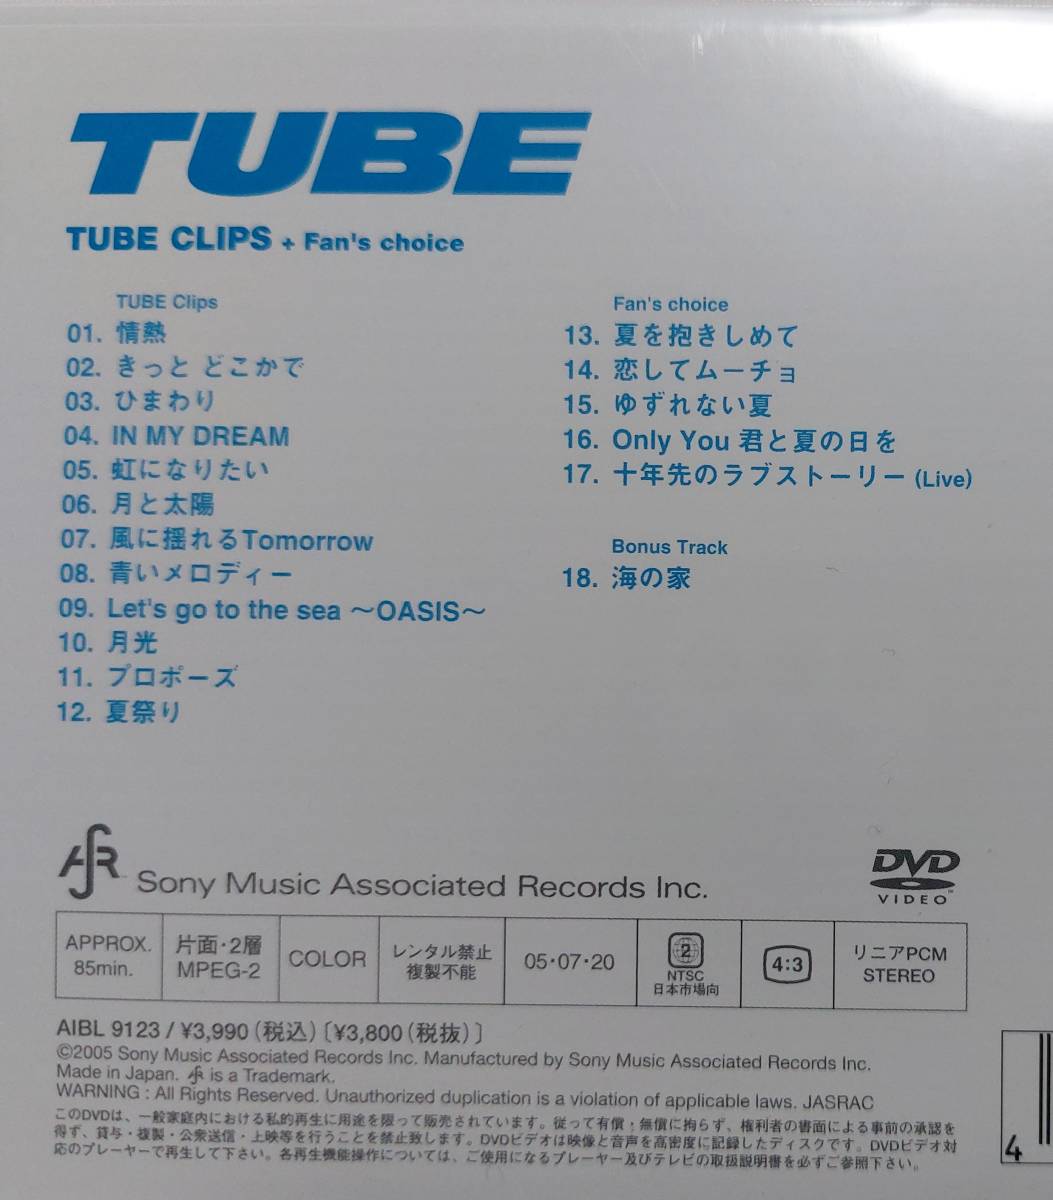 TUBE
TUBE CLIPS + Fan's choice
TUBE Clips
01. 情熱
02. きっと どこかで
03. ひまわり
04. IN MY DREAM
05. 虹になりたい
06. 月と太陽
07. 風に揺れるTomorrow
08. 青いメロディー
09. Let's go to the sea ～OASIS～
10. 月光
11. プロポーズ
12. 夏祭り
Fan's choice
13. 夏を抱きしめて
14. 恋してムーチョ
15. ゆずれない夏
16. Only You 君と夏の日を
17. 十年先のラブストーリー (Live)
Bonus Track
18. 海の家
Sony Music Associated Records Inc.
DVD
VIDEO™
APPROX.
85min.
片面・2層
MPEG-2
COLOR
レンタル禁止
複製不能
05・07・20
2
NTSC
日本市場向
4:3
リニアPCM
STEREO
AIBL 9123 / ¥3,990（税込）〔¥3,800（税抜）〕
©2005 Sony Music Associated Records Inc. Manufactured by Sony Music Associated Records Inc.
Made in Japan. is a Trademark.
WARNING : All Rights Reserved. Unauthorized duplication is a violation of applicable laws. JASRAC
このDVDは、一般家庭内における私的再生に用途を限って販売されています。従って有償・無償に拘らず、権利者の書面による事前の承認を
得ず、貸与・複製・公衆送信・上映等を行うことを禁止致します。DVDビデオは映像と音声を高密度に記録したディスクです。DVDビデオ対
応のプレーヤーで再生して下さい。各再生機能操作については、ご使用になるプレーヤー及びテレビの取扱説明書を必ずご参照下さい。
4